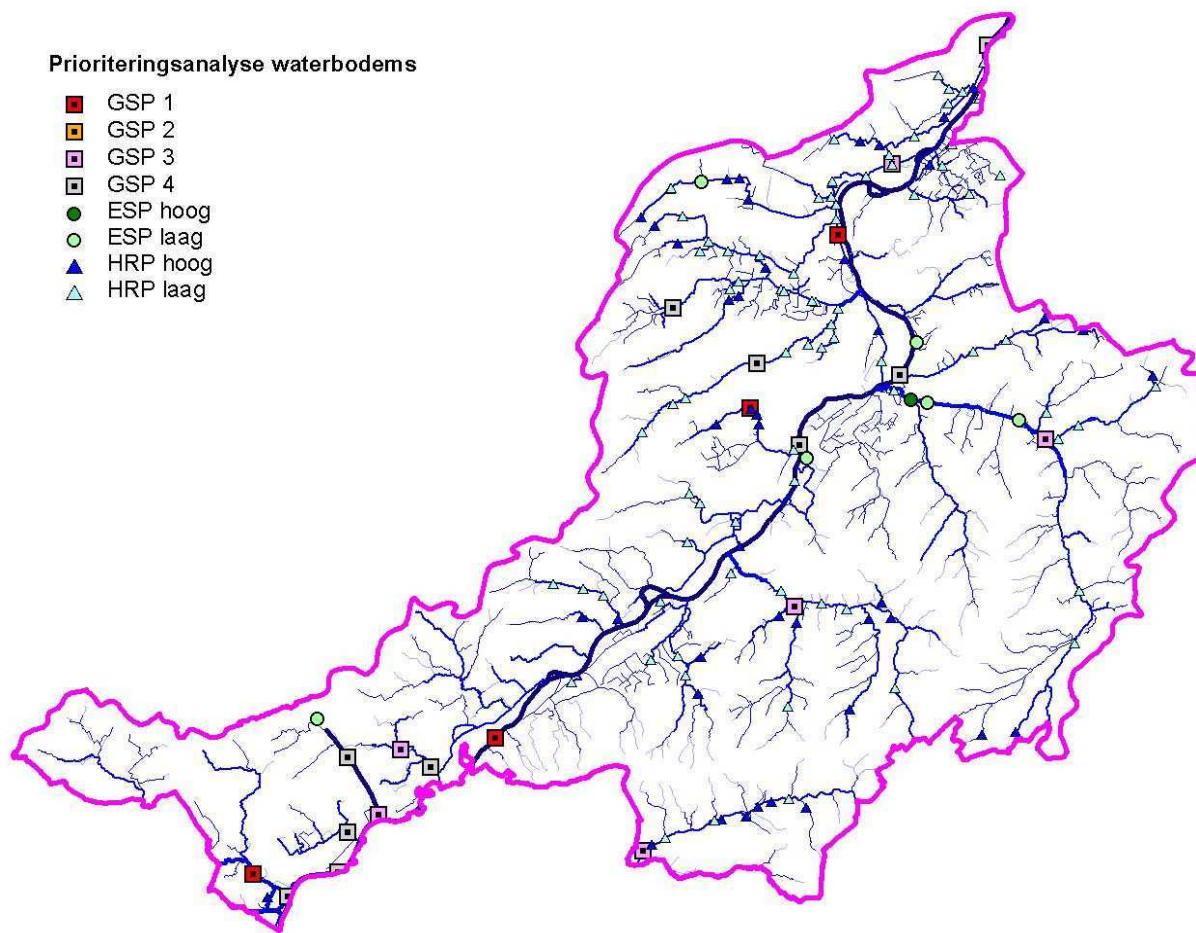 Prioriteringsanalyse waterbodems
GSP 1
GSP 2
GSP 3
GSP 4
ESP hoog
ESP laag
HRP hoog
HRP laag